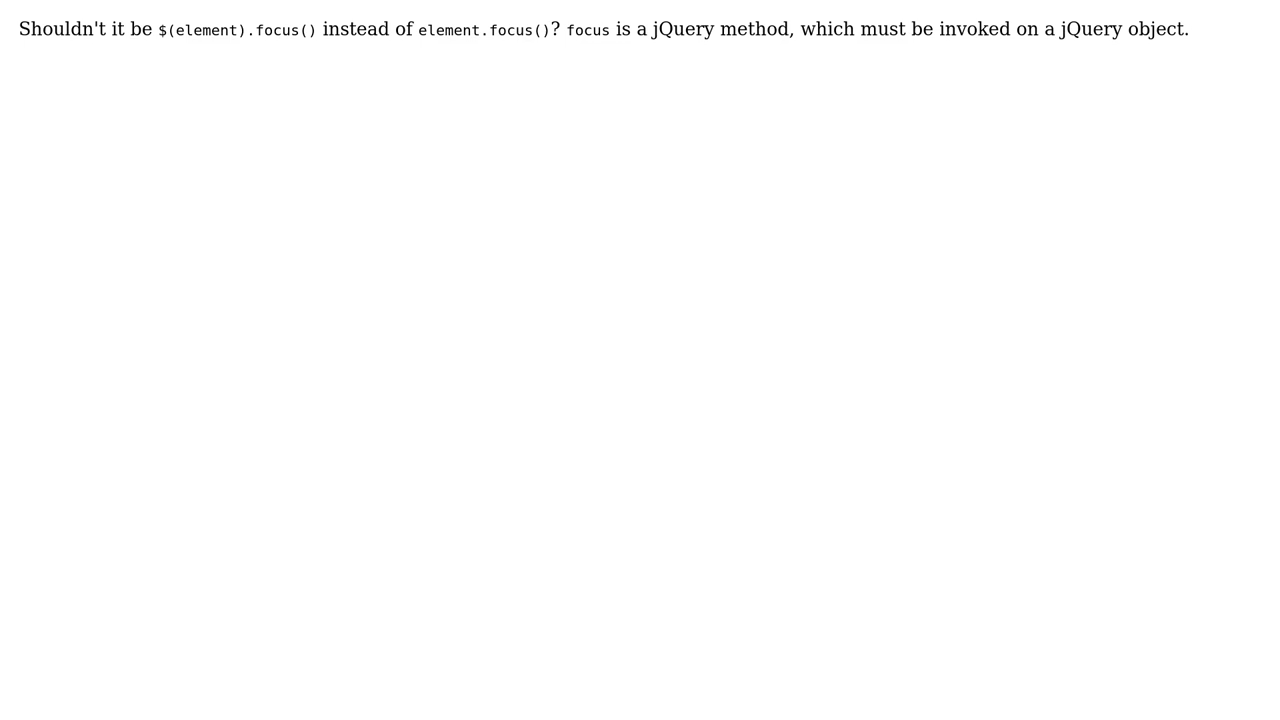 Shouldn't it be $(element).focus() instead of element.focus()? focus is a jQuery method, which must be invoked on a jQuery object.